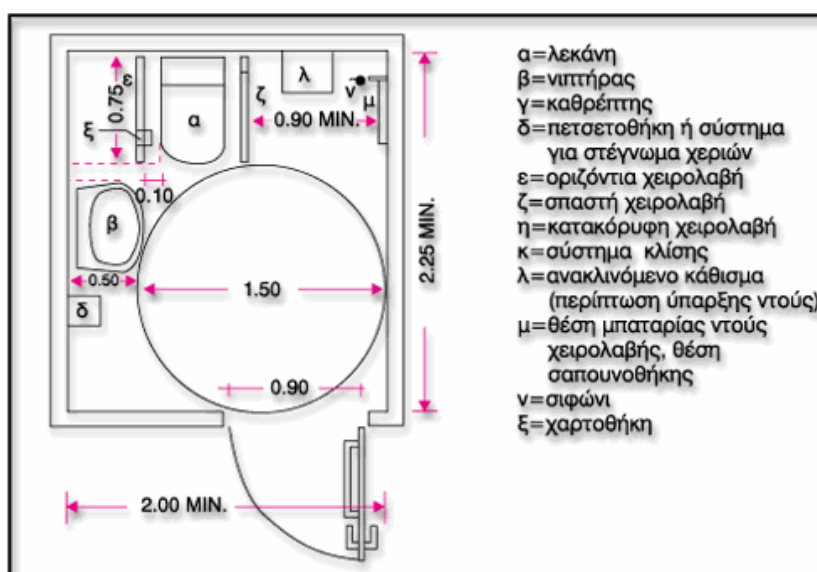 α=λεκάνη
β=νιπτήρας
γ=καθρέπτης
δ=πετσετοθήκη ή σύστημα
για στέγνωμα χεριών
ε=οριζόντια χειρολαβή
ζ=σπαστή χειρολαβή
η=κατακόρυφη χειρολαβή
κ=σύστημα κλίσης
λ=ανακλινόμενο κάθισμα
(περίπτωση ύπαρξης ντούς)
μ=θέση μπαταρίας ντούς
χειρολαβής, θέση
σαπουνοθήκης
ν=σιφώνι
ξ=χαρτοθήκη
0.75
ε
ξ
α
ζ
λ
ν
μ
0.90 MIN.
0.10
β
0.50
δ
1.50
2.25 MIN.
0.90
2.00 MIN.